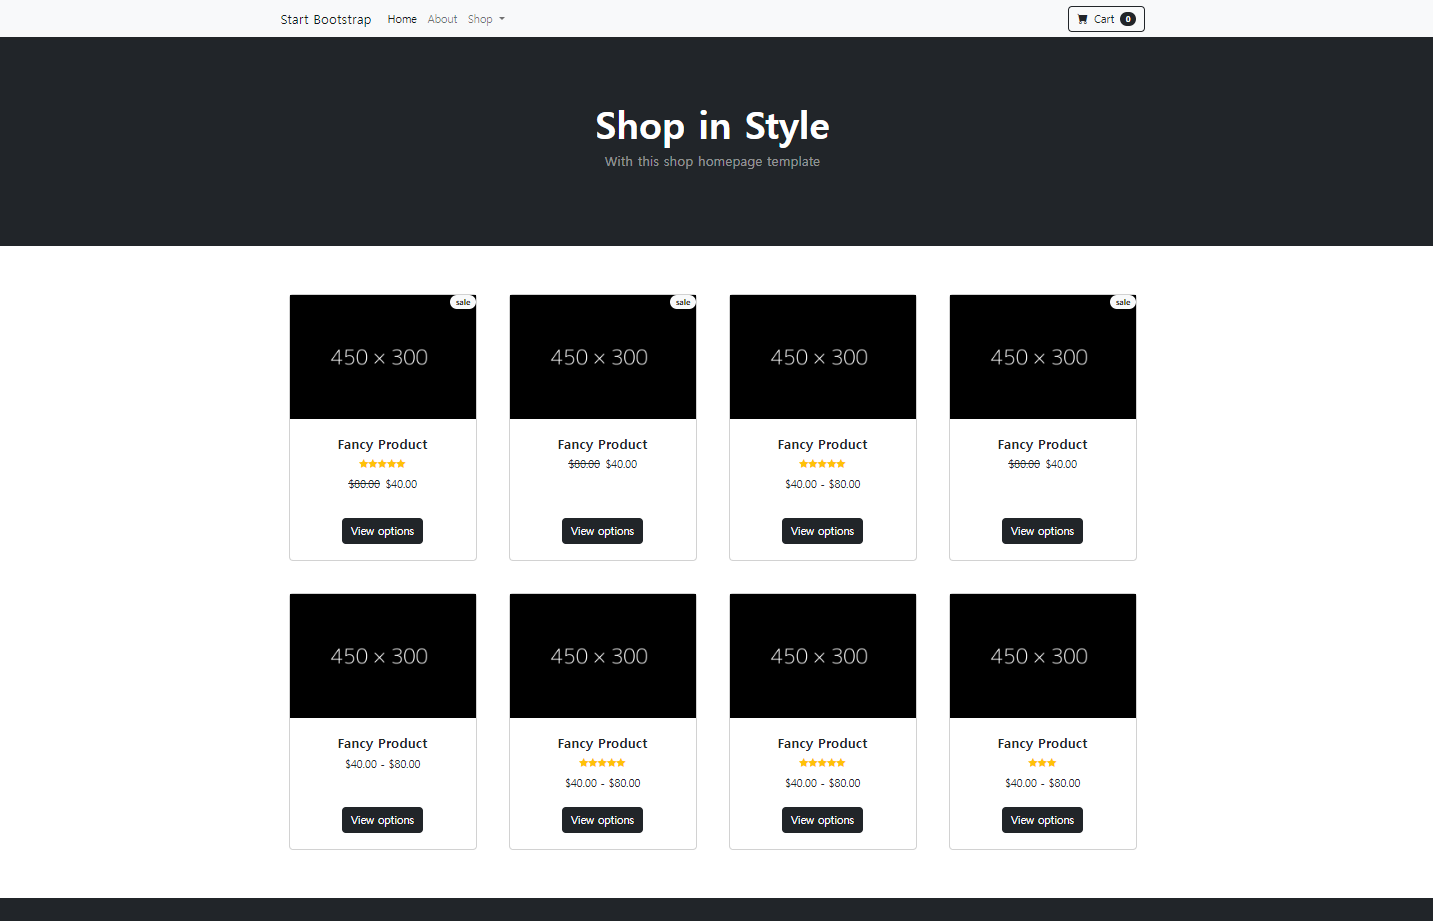 Start Bootstrap Home About Shop Cart 0
Shop in Style
With this shop homepage template
sale sale sale
450 × 300 450 × 300 450 × 300 450 × 300
Fancy Product Fancy Product Fancy Product Fancy Product
$80.00 $40.00 $80.00 $40.00
$80.00 $40.00 $40.00 - $80.00
View options View options View options View options
450 × 300 450 × 300 450 × 300 450 × 300
Fancy Product Fancy Product Fancy Product Fancy Product
$40.00 - $80.00
$40.00 - $80.00 $40.00 - $80.00 $40.00 - $80.00
View options View options View options View options